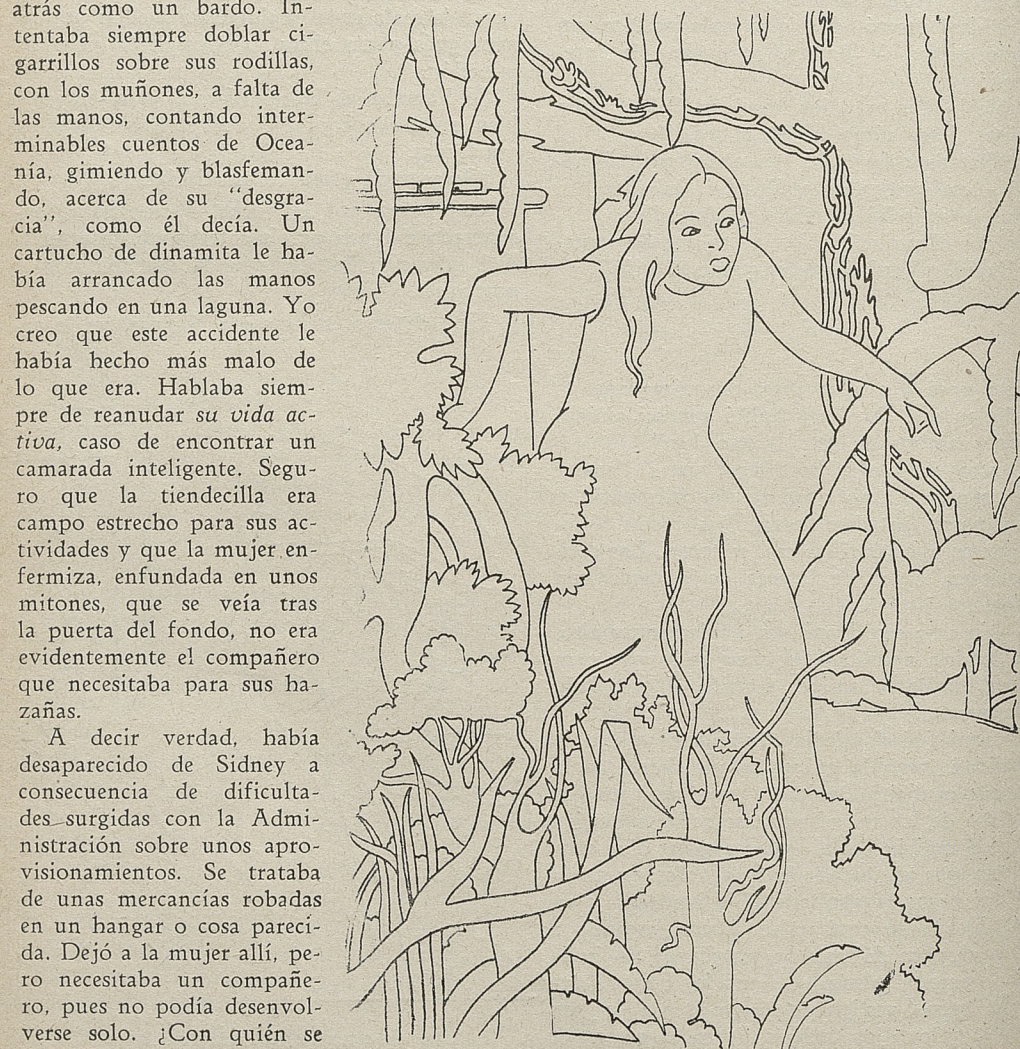 atrás como un bardo. In-
tentaba siempre doblar ci-
garrillos sobre sus rodillas,
con los muñones, a falta de
las manos, contando inter-
minables cuentos de Ocea-
nía, gimiendo y blasfeman-
do, acerca de su "desgra-
cia", como él decía. Un
cartucho de dinamita le ha-
bía arrancado las manos
pescando en una laguna. Yo
creo que este accidente le
había hecho más malo de
lo que era. Hablaba siem-
pre de reanudar su vida ac-
tiva, caso de encontrar un
camarada inteligente. Segu-
ro que la tiendecilla era
campo estrecho para sus ac-
tividades y que la mujer en-
fermiza, enfundada en unos
mitones, que se veía tras
la puerta del fondo, no era
evidentemente el compañero
que necesitaba para sus ha-
zañas.
A decir verdad, había
desaparecido de Sidney a
consecuencia de dificulta-
des surgidas con la Admi-
nistración sobre unos apro-
visionamientos. Se trataba
de unas mercancías robadas
en un hangar o cosa pareci-
da. Dejó a la mujer allí, pe-
ro necesitaba un compañe-
ro, pues no podía desenvol-
verse solo. ¿Con quién se